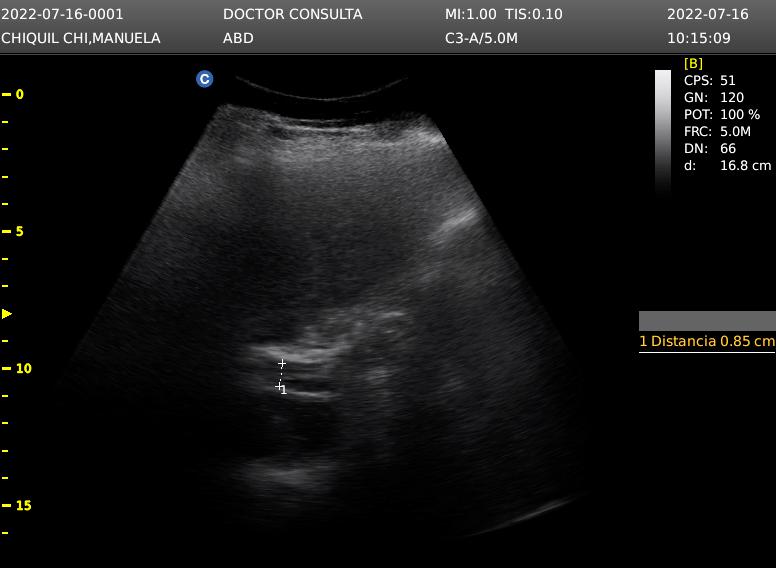 2022-07-16-0001 DOCTOR CONSULTA MI:1.00 TIS:0.10 2022-07-16
CHIQUIL CHI,MANUELA ABD C3-A/5.0M 10:15:09
C
[B]
CPS: 51
GN: 120
POT: 100 %
FRC: 5.0M
DN: 66
d: 16.8 cm
0
5
10
15
1
1 Distancia 0.85 cm